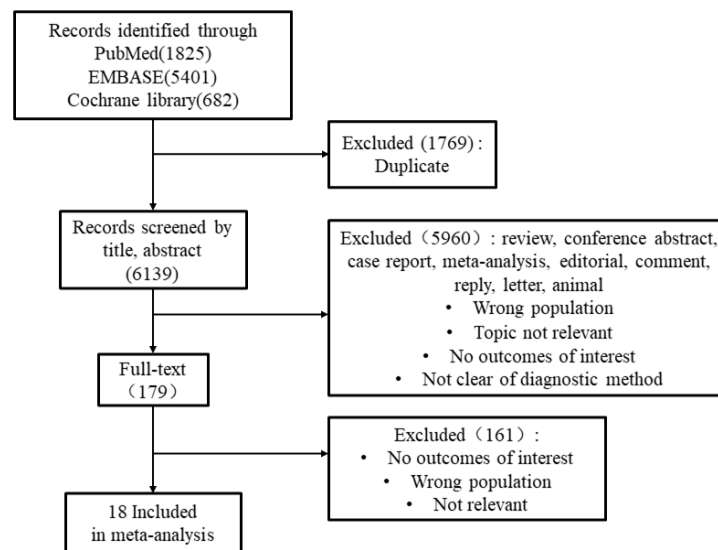 Records identified through
PubMed(1825)
EMBASE(5401)
Cochrane library(682)
Excluded (1769) :
Duplicate
Records screened by
title, abstract
(6139)
Excluded（5960）: review, conference abstract,
case report, meta-analysis, editorial, comment,
reply, letter, animal
• Wrong population
• Topic not relevant
• No outcomes of interest
• Not clear of diagnostic method
Full-text
（179）
Excluded（161）:
• No outcomes of interest
• Wrong population
• Not relevant
18 Included
in meta-analysis